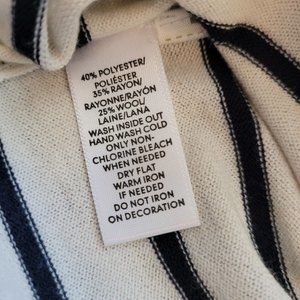 40% POLYESTER/
POLIÉSTER
35% RAYON/
RAYONNE/RAYÓN
25% WOOL/
LAINE/LANA
WASH INSIDE OUT
HAND WASH COLD
ONLY NON-
CHLORINE BLEACH
WHEN NEEDED
DRY FLAT
WARM IRON
IF NEEDED
DO NOT IRON
ON DECORATION